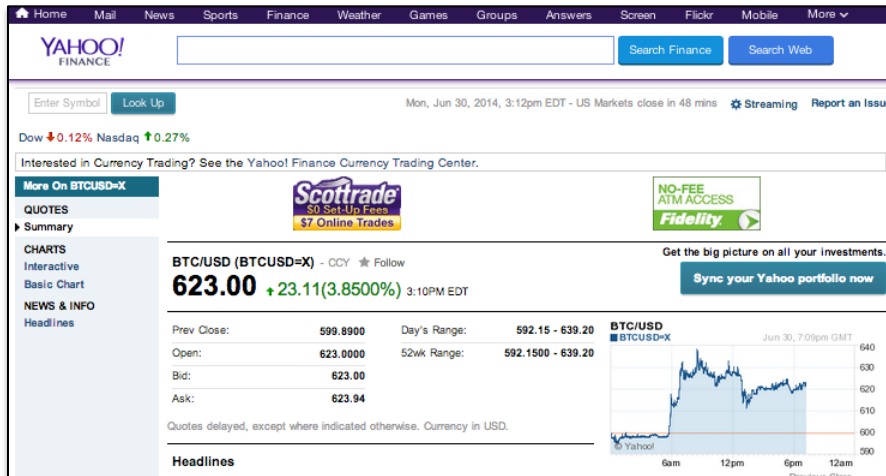 Home Mail News Sports Finance Weather Games Groups Answers Screen Flickr Mobile More
YAHOO!
FINANCE
Search Finance Search Web
Enter Symbol Look Up Mon, Jun 30, 2014, 3:12pm EDT - US Markets close in 48 mins Streaming Report an Issu
Dow 0.12% Nasdaq 0.27%
Interested in Currency Trading? See the Yahoo! Finance Currency Trading Center.
More On BTCUSD=X
QUOTES
Summary
CHARTS
Interactive
Basic Chart
NEWS & INFO
Headlines
Scottrade
$0 Set-Up Fees
$7 Online Trades
NO-FEE
ATM ACCESS
Fidelity
BTC/USD (BTCUSD=X) - CCY Follow
623.00 23.11(3.8500%) 3:10PM EDT
Get the big picture on all your investments.
Sync your Yahoo portfolio now
Prev Close: 599.8900
Open: 623.0000
Bid: 623.00
Ask: 623.94
Day's Range: 592.15 - 639.20
52wk Range: 592.1500 - 639.20
Quotes delayed, except where indicated otherwise. Currency in USD.
Headlines
BTC/USD
BTCUSD=X Jun 30, 7:09pm GMT
640
630
620
610
600
590
© Yahoo!
6am 12pm 6pm 12am
Previous Close